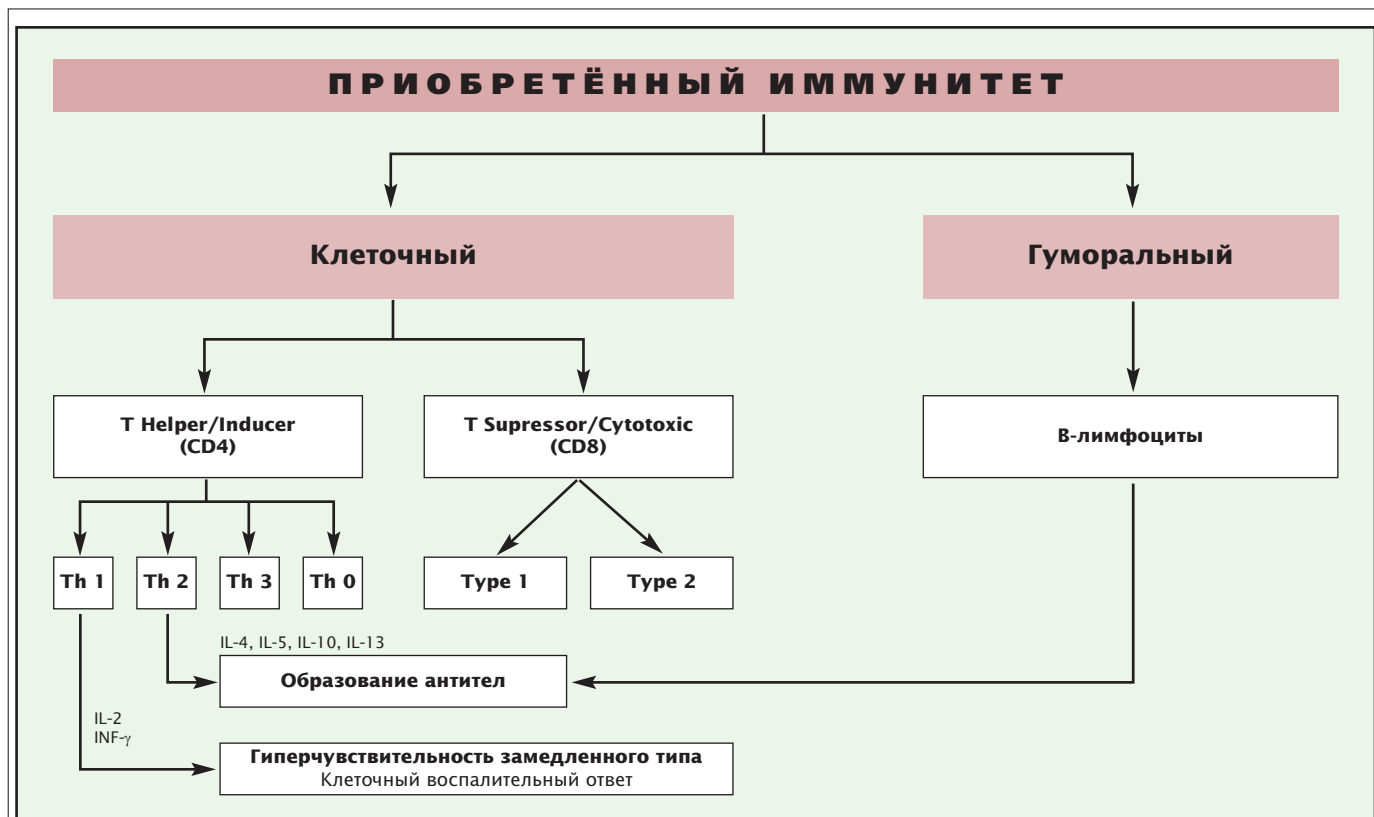 ПРИОБРЕТЁННЫЙ ИММУНИТЕТ
Клеточный
Гуморальный
T Helper/Inducer
(CD4)
T Supressor/Cytotoxic
(CD8)
В-лимфоциты
Th 1
Th 2
Th 3
Th 0
Type 1
Type 2
IL-4, IL-5, IL-10, IL-13
Образование антител
IL-2
INF-γ
Гиперчувствительность замедленного типа
Клеточный воспалительный ответ